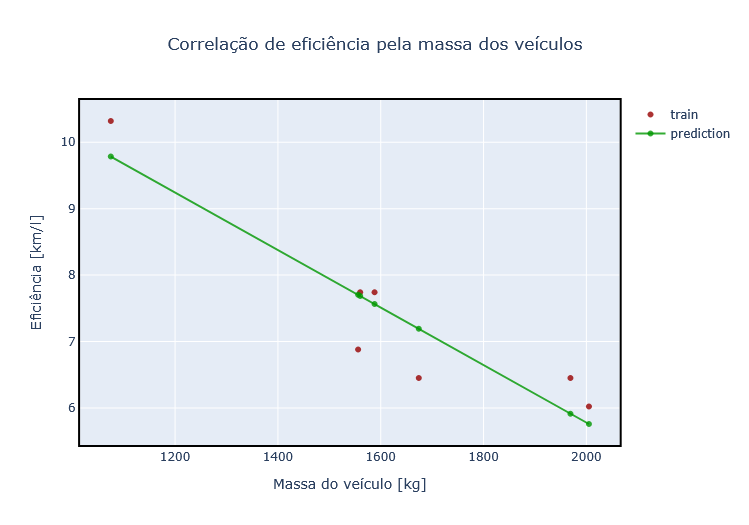 Correlação de eficiência pela massa dos veículos
train
prediction
10
9
8
7
6
Eficiência [km/l]
1200 1400 1600 1800 2000
Massa do veículo [kg]